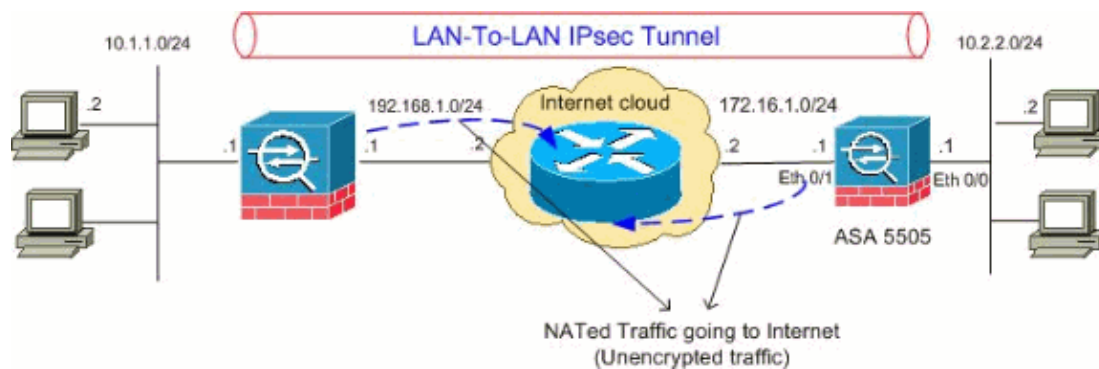 LAN-To-LAN IPsec Tunnel
10.1.1.0/24
10.2.2.0/24
192.168.1.0/24
Internet cloud
172.16.1.0/24
.2
.2
.1
.1
.2
.2
.1
.1
Eth 0/1
Eth 0/0
ASA 5505
NATed Traffic going to Internet
(Unencrypted traffic)